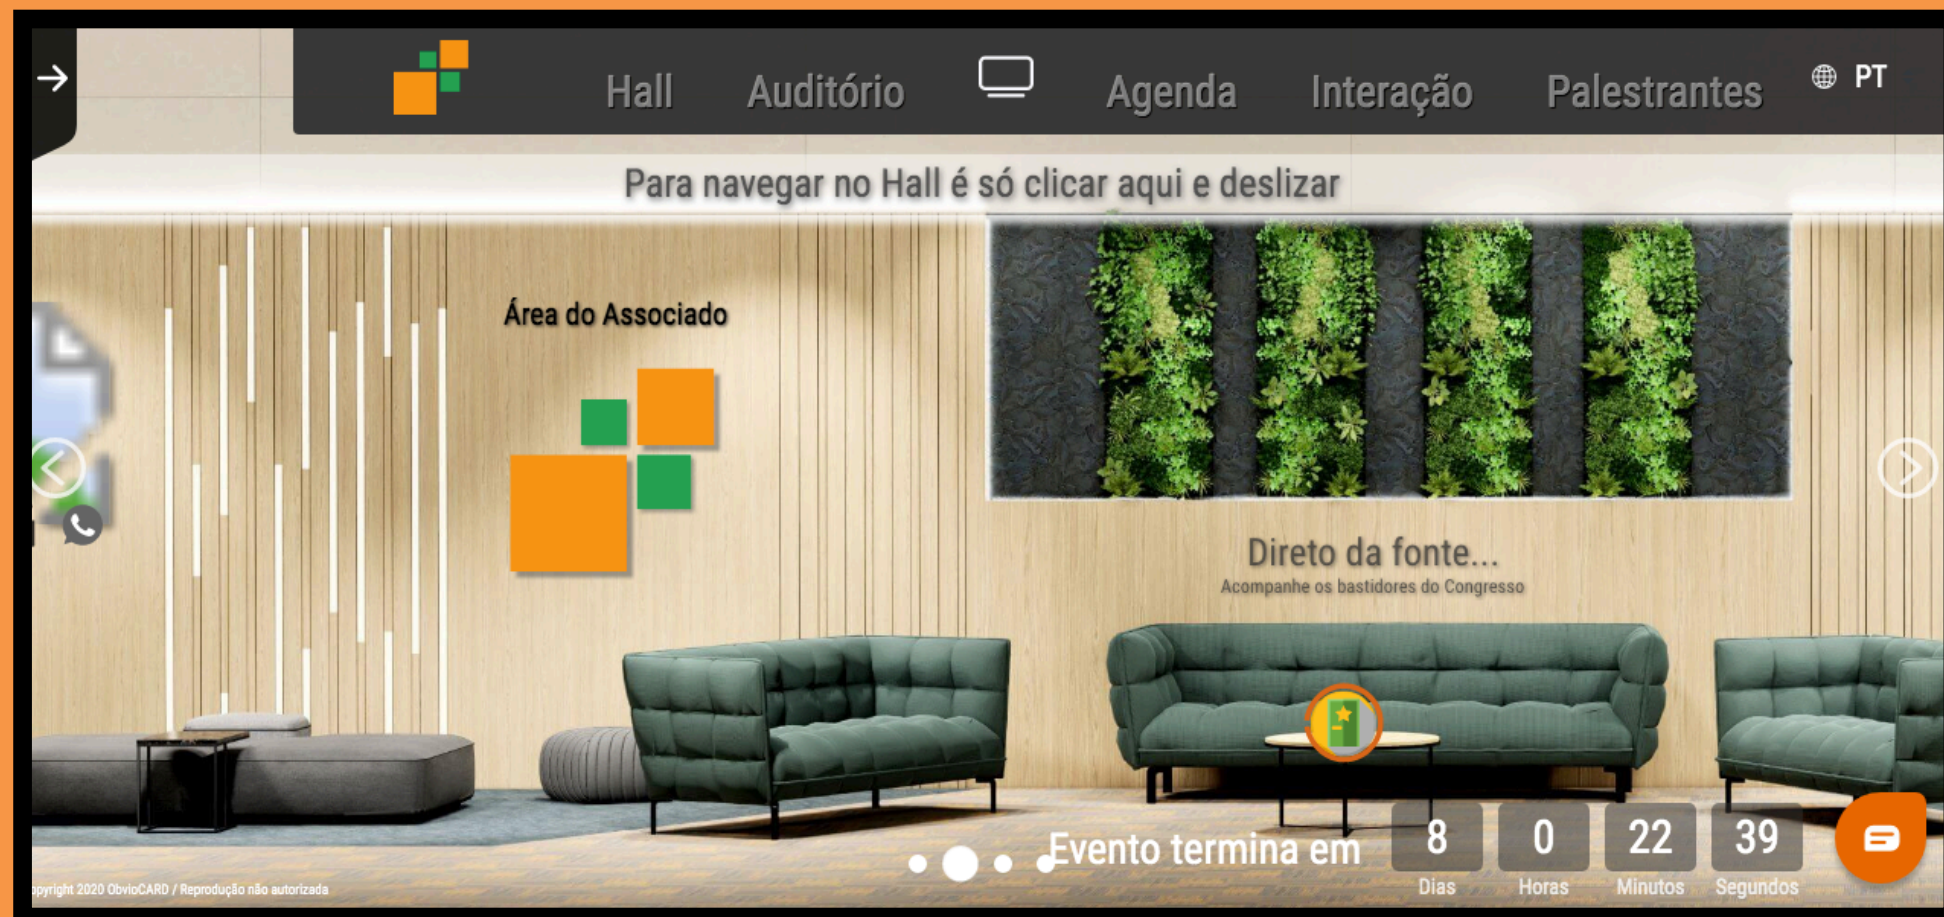 Hall Auditório Agenda Interação Palestrantes PT
Para navegar no Hall é só clicar aqui e deslizar
Área do Associado
Direto da fonte...
Acompanhe os bastidores do Congresso
Evento termina em
8 0 22 39
Dias Horas Minutos Segundos
opyright 2020 ObvioCARD / Reprodução não autorizada